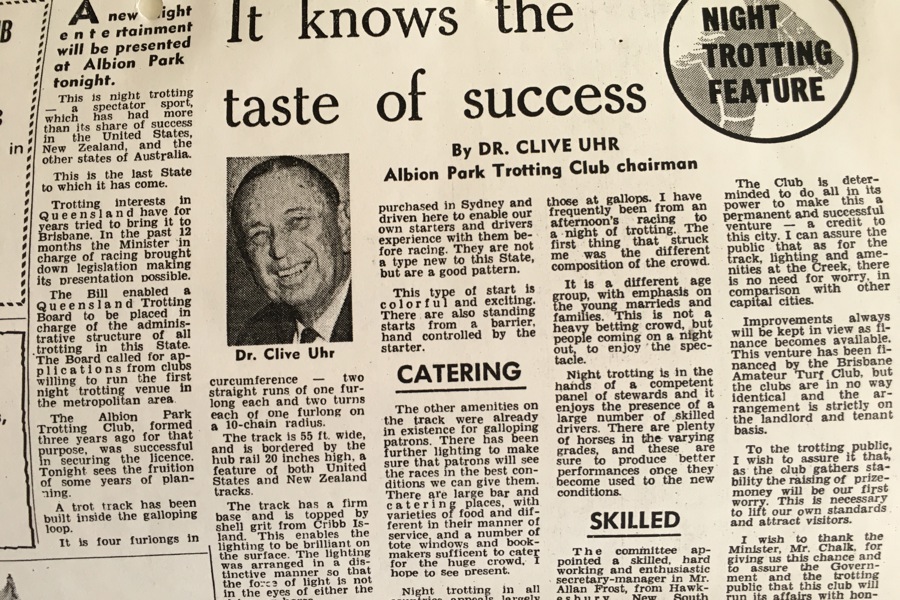 It knows the
taste of success
NIGHT
TROTTING
FEATURE
By DR. CLIVE UHR
Albion Park Trotting Club chairman
A new night
entertainment
will be presented
at Albion Park
tonight.
This is night trotting
— a spectator sport,
which has had more
than its share of success
in the United States,
New Zealand, and the
other states of Australia.
This is the last State
to which it has come.
Trotting interests in
Queensland have for
years tried to bring it to
Brisbane. In the past 12
months the Minister in
charge of racing brought
down legislation making
its presentation possible.
The Bill enabled a
Queensland Trotting
Board to be placed in
charge of the adminis-
trative structure of all
trotting in this State.
The Board called for ap-
plications from clubs
willing to run the first
night trotting venue in
the metropolitan area
The Albion Park
Trotting Club, formed
three years ago for that
purpose, was successful
in securing the licence.
Tonight sees the fruition
of some years of plan-
ning.
A trot track has been
built inside the galloping
loop.
It is four furlongs in
Dr. Clive Uhr
curcumference — two
straight runs of one fur-
long each and two turns
each of one furlong on
a 10-chain radius.
The track is 55 ft. wide,
and is bordered by the
hub rail 20 inches high, a
feature of both United
States and New Zealand
tracks.
The track has a firm
base and is topped by
shell grit from Cribb Is-
land. This enables the
lighting to be brilliant on
the surface. The lighting
was arranged in a dis-
tinctive manner so that
the force of light is not
in the eyes of either the
purchased in Sydney and
driven here to enable our
own starters and drivers
experience with them be-
fore racing. They are not
a type new to this State,
but are a good pattern.
This type of start is
colorful and exciting.
There are also standing
starts from a barrier,
hand controlled by the
starter.
CATERING
The other amenities on
the track were already
in existence for galloping
patrons. There has been
further lighting to make
sure that patrons will see
the races in the best con-
ditions we can give them.
There are large bar and
catering places, with
varieties of food and dif-
ferent in their manner of
service, and a number of
tote windows and book-
makers sufficent to cater
for the huge crowd, I
hope to see present.
Night trotting in all
those at gallops. I have
frequently been from an
afternoon's racing to
a night of trotting. The
first thing that struck
me was the different
composition of the crowd.
It is a different age
group, with emphasis on
the young marrieds and
families. This is not a
heavy betting crowd, but
people coming on a night
out, to enjoy the spec-
tacle.
Night trotting is in the
hands of a competent
panel of stewards and it
enjoys the presence of a
large number of skilled
drivers. There are plenty
of horses in the varying
grades, and these are
sure to produce better
performances once they
become used to the new
conditions.
SKILLED
The committee ap-
pointed a skilled, hard
working and enthusiastic
secretary-manager in Mr.
Allan Frost, from Hawk-
esbury, New South
The Club is deter-
minded to do all in its
power to make this a
permanent and successful
venture — a credit to
this city. I can assure the
public that as for the
track, lighting and ame-
nities at the Creek, there
is no need for worry, in
comparison with other
capital cities.
Improvements always
will be kept in view as fi-
nance becomes available.
This venture has been fi-
nanced by the Brisbane
Amateur Turf Club, but
the clubs are in no way
identical and the ar-
rangement is strictly on
the landlord and tenant
basis.
To the trotting public,
I wish to assure it that,
as the club gathers sta-
bility the raising of prize-
money will be our first
worry. This is necessary
to lift our own standards
and attract visitors.
I wish to thank the
Minister, Mr. Chalk, for
giving us this chance and
to assure the Govern-
ment and the trotting
public that this club will
run its affairs with hon-